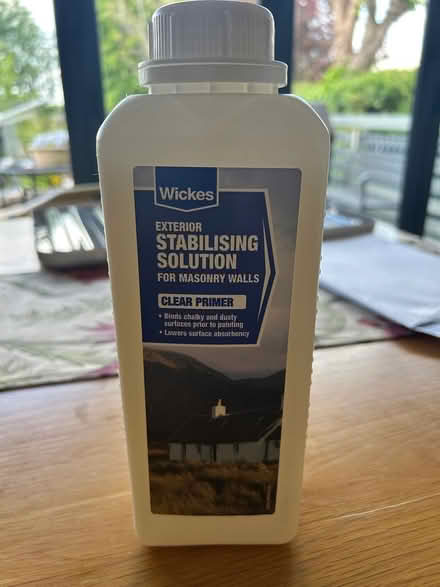 Wickes
EXTERIOR
STABILISING
SOLUTION
FOR MASONRY WALLS
CLEAR PRIMER
• Binds chalky and dusty
surfaces prior to painting
• Lowers surface absorbency